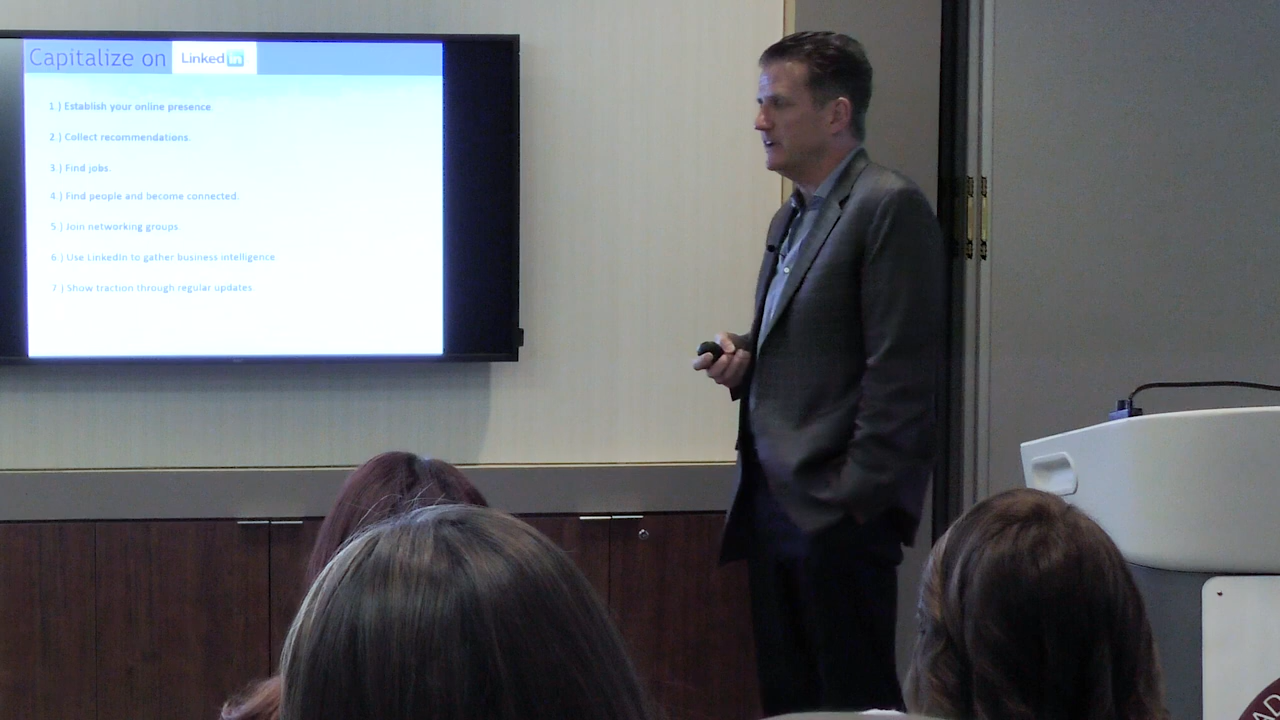 Capitalize on LinkedIn
1 ) Establish your online presence
2 ) Collect recommendations.
3 ) Find jobs.
4 ) Find people and become connected.
5 ) Join networking groups
6 ) Use LinkedIn to gather business intelligence
7 ) Show traction through regular updates
AD